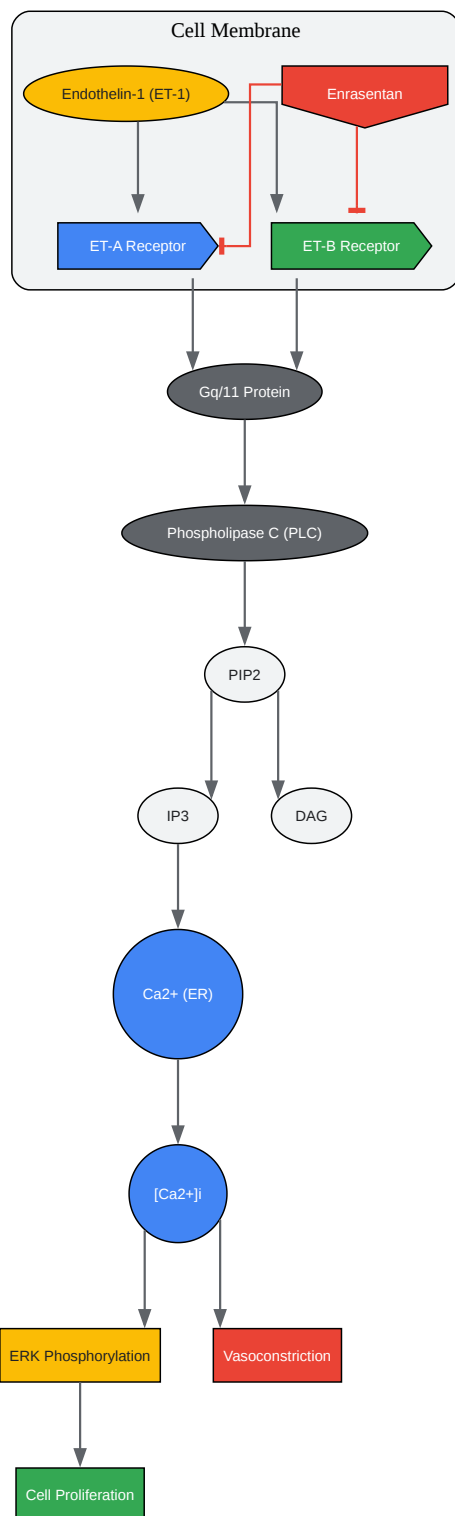 Cell Membrane
Endothelin-1 (ET-1)
Enrasentan
ET-A Receptor
ET-B Receptor
Gq/11 Protein
Phospholipase C (PLC)
PIP2
IP3
DAG
Ca2+ (ER)
[Ca2+]i
ERK Phosphorylation
Vasoconstriction
Cell Proliferation